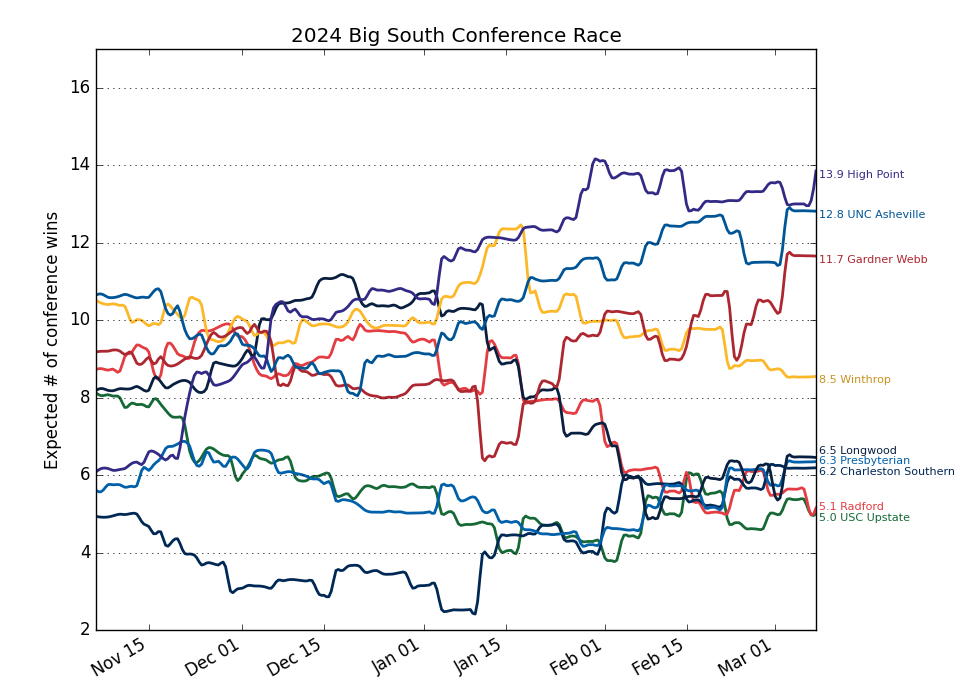 2024 Big South Conference Race
Expected # of conference wins
16
14
12
10
8
6
4
2
Nov 15
Dec 01
Dec 15
Jan 01
Jan 15
Feb 01
Feb 15
Mar 01
13.9 High Point
12.8 UNC Asheville
11.7 Gardner Webb
8.5 Winthrop
6.5 Longwood
6.3 Presbyterian
6.2 Charleston Southern
5.1 Radford
5.0 USC Upstate